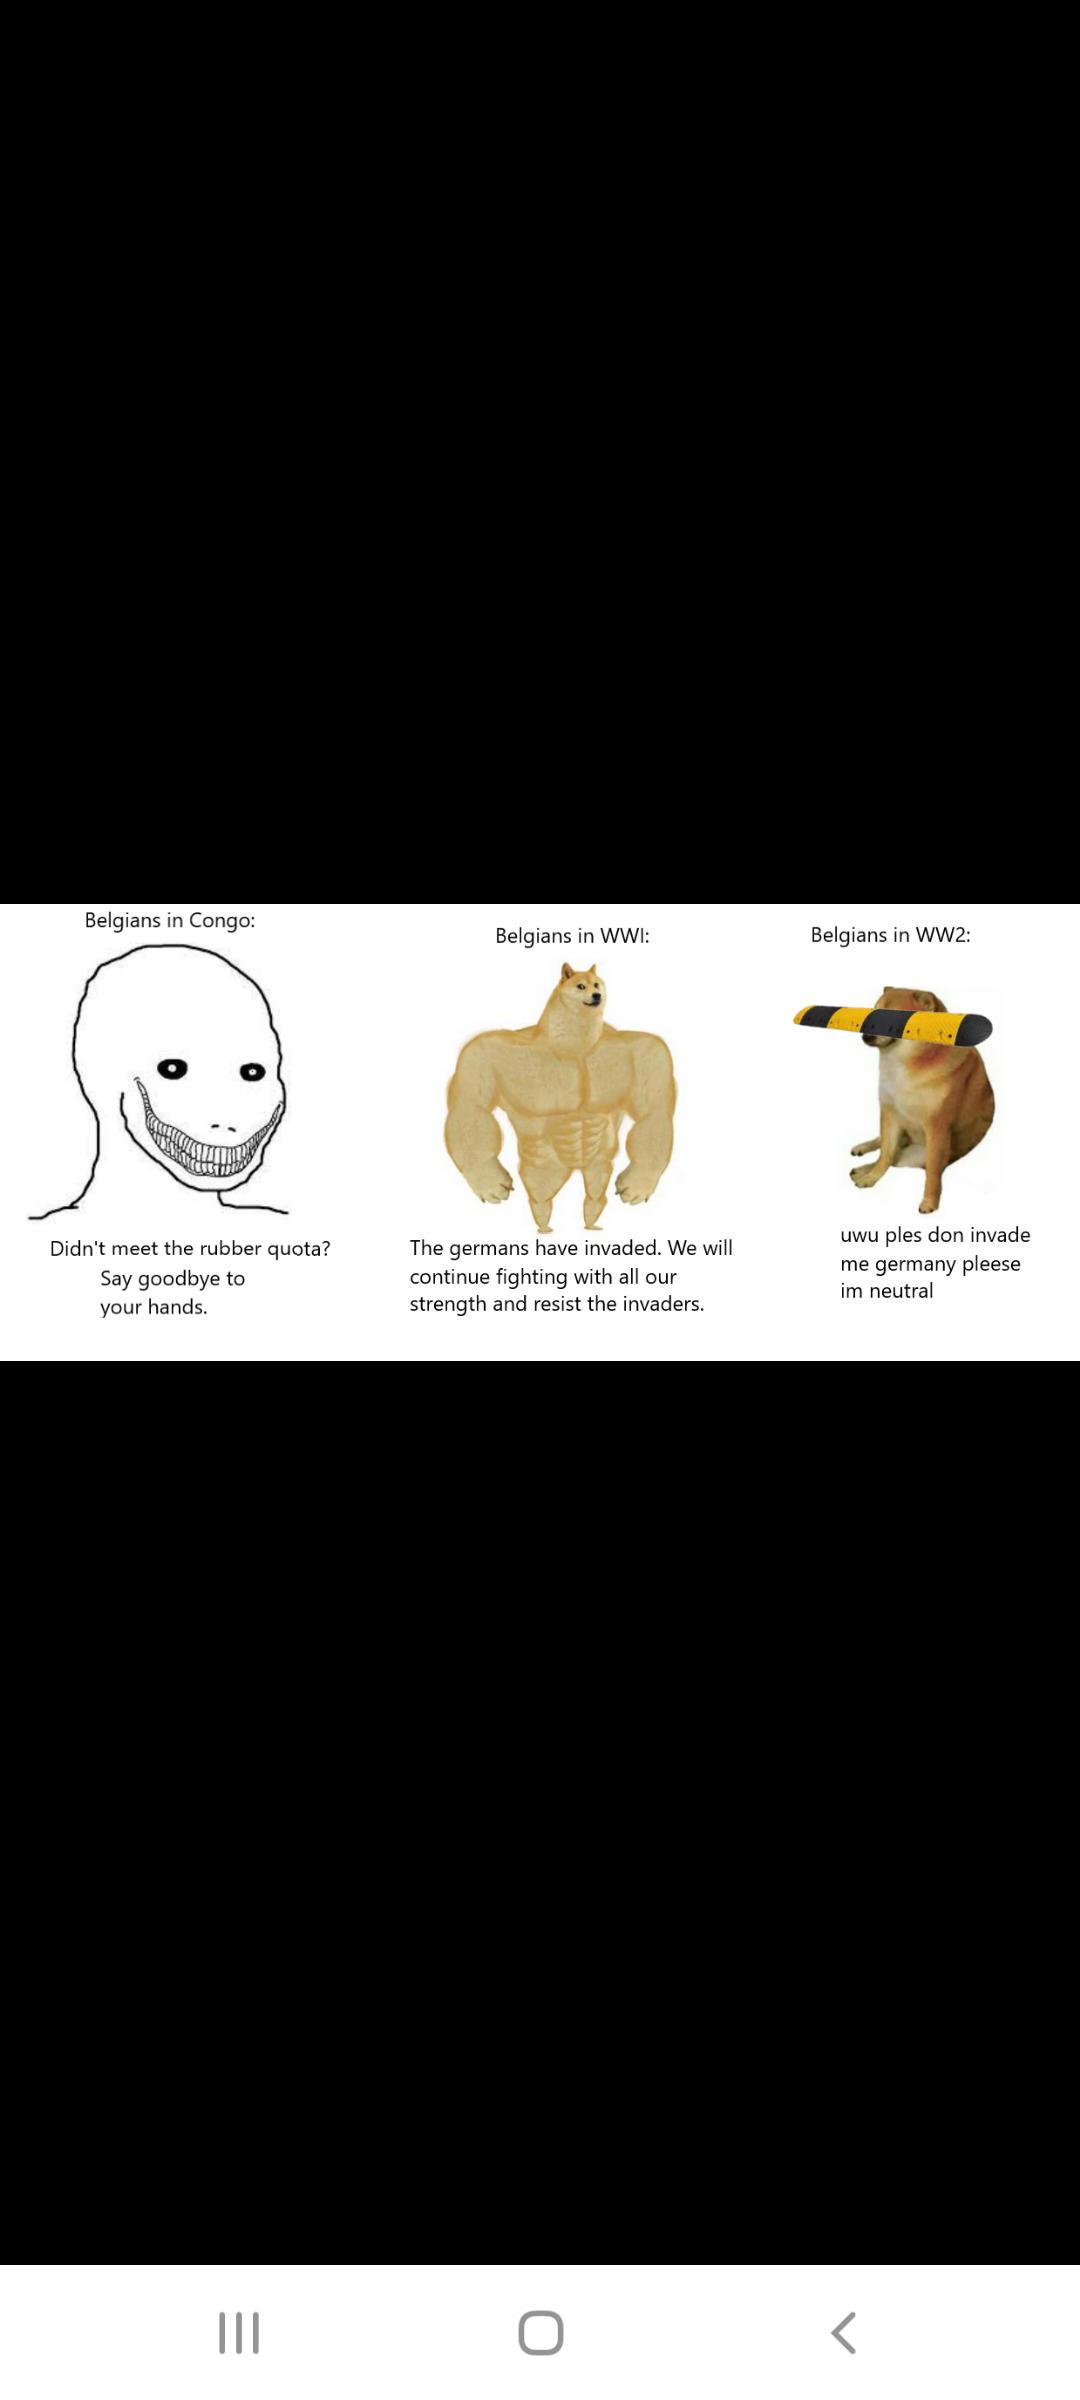 Belgians in Congo:
Didn't meet the rubber quota?
Say goodbye to
your hands.
Belgians in WWI:
The germans have invaded. We will
continue fighting with all our
strength and resist the invaders.
Belgians in WW2:
uwu ples don invade
me germany pleese
im neutral